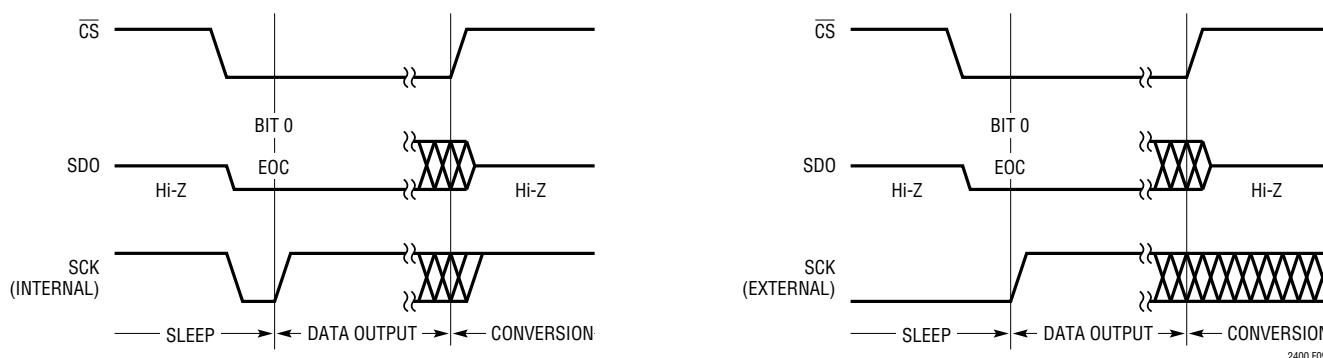 CS
BIT 0
SDO
EOC
Hi-Z
Hi-Z
SCK
(INTERNAL)
SLEEP
DATA OUTPUT
CONVERSION
CS
BIT 0
SDO
EOC
Hi-Z
Hi-Z
SCK
(EXTERNAL)
SLEEP
DATA OUTPUT